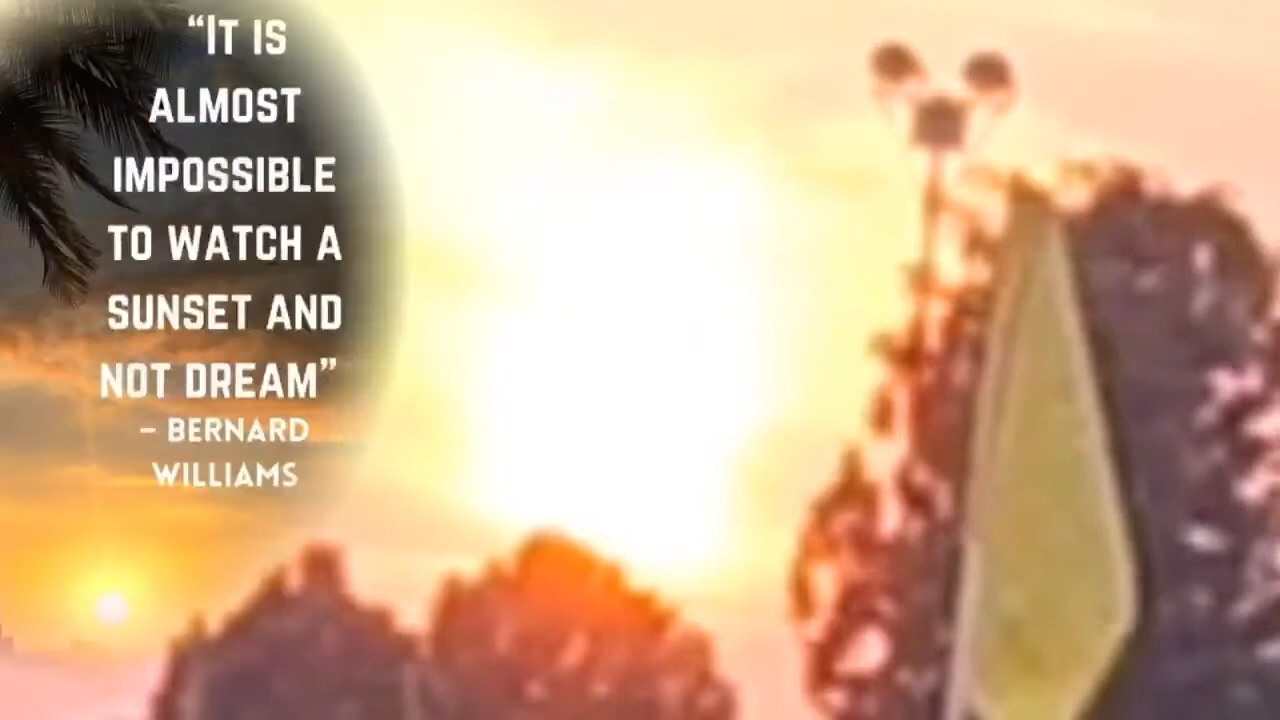 “IT IS
ALMOST
IMPOSSIBLE
TO WATCH A
SUNSET AND
NOT DREAM”
– BERNARD
WILLIAMS